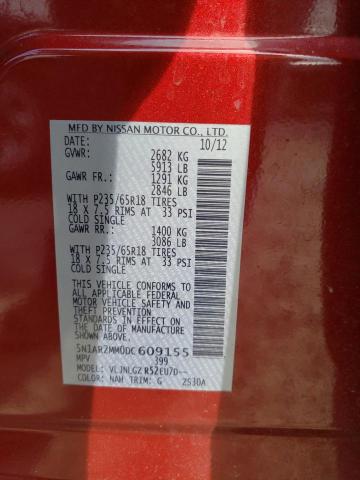 MFD BY NISSAN MOTOR CO., LTD.
DATE: 10/12
GVWR: 2682 KG
5913 LB
GAWR FR.: 1291 KG
2846 LB
WITH P235/65R18 TIRES
18 X 7.5 RIMS AT 33 PSI
COLD SINGLE
GAWR RR.: 1400 KG
3086 LB
WITH P235/65R18 TIRES
18 X 7.5 RIMS AT 33 PSI
COLD SINGLE
THIS VEHICLE CONFORMS TO
ALL APPLICABLE FEDERAL
MOTOR VEHICLE SAFETY
AND THEFT PREVENTION
STANDARDS IN EFFECT ON
THE DATE OF MANUFACTURE
SHOWN ABOVE.
5N1AR2MM0DC609155
MPV 399
MODEL: VLJNLGZ R52EU7D--
COLOR: NAH TRIM: G 2S30A